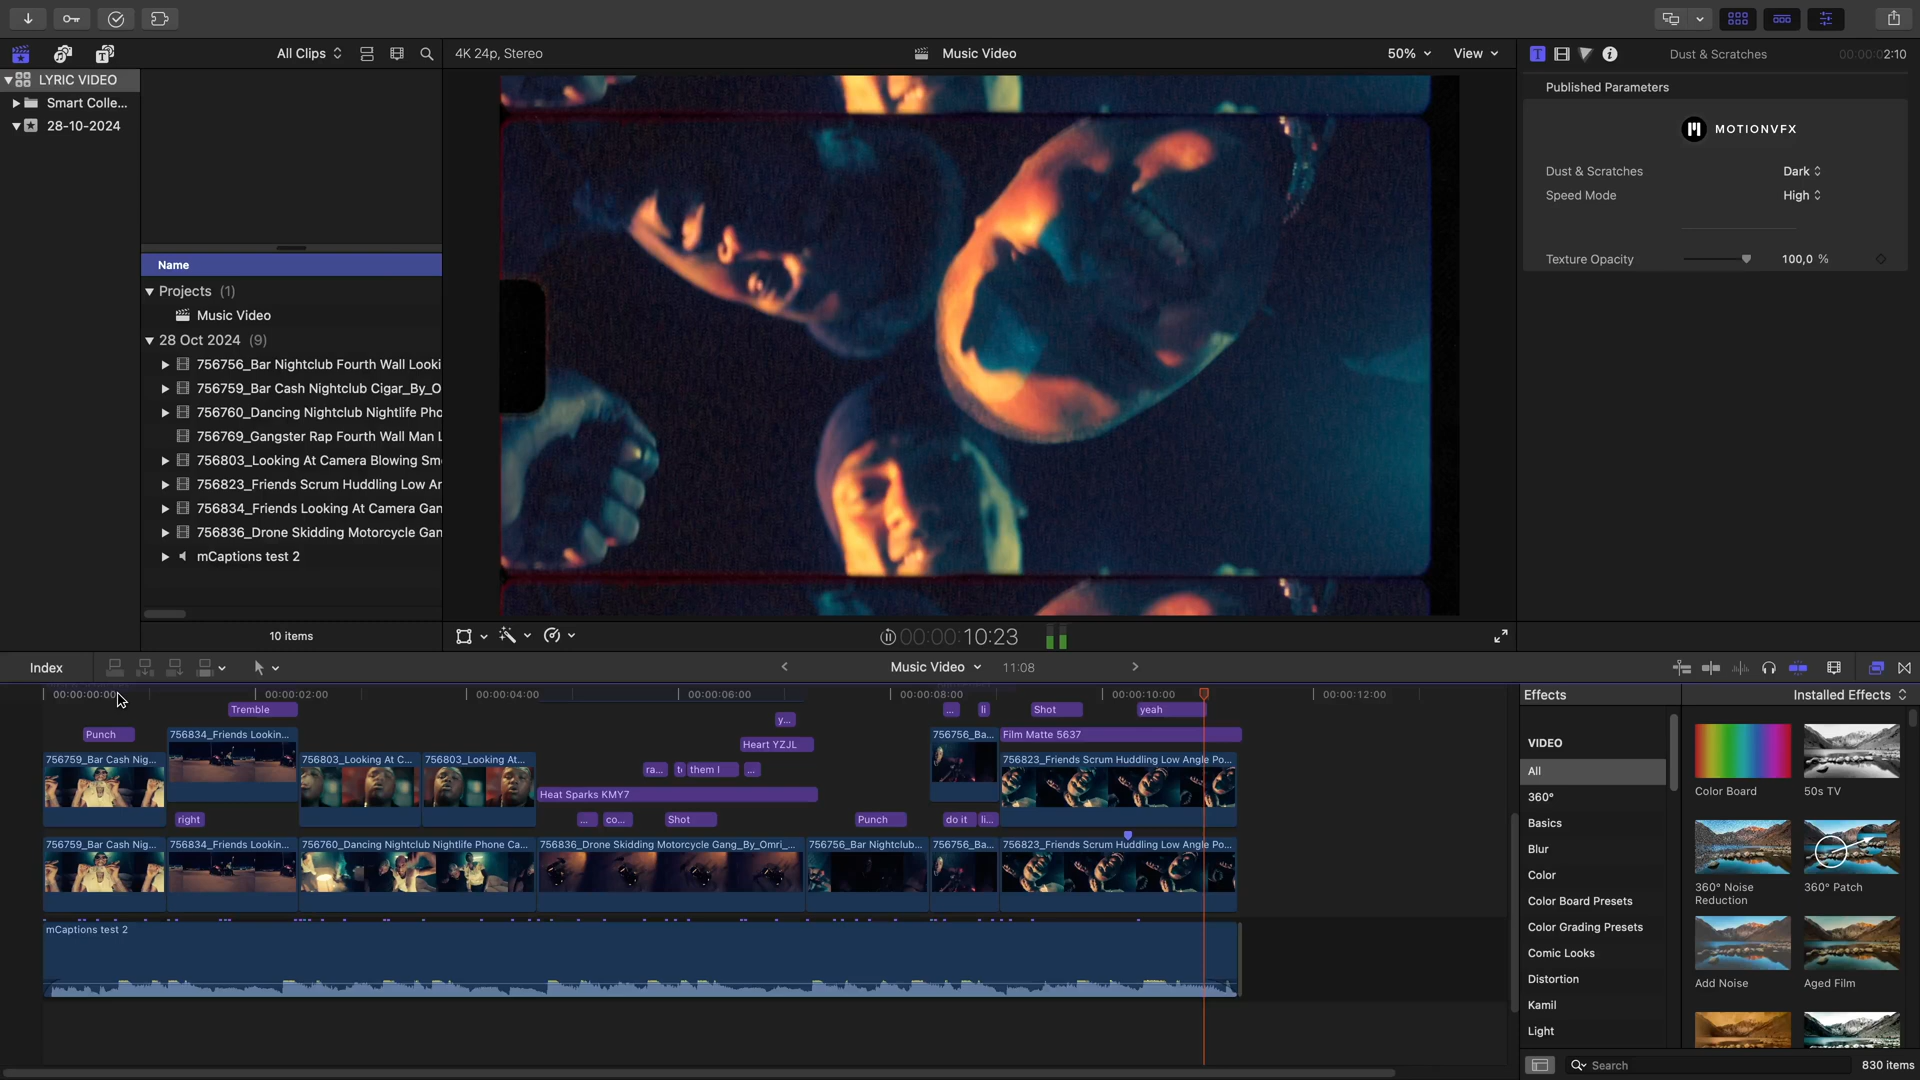 All Clips
4K 24p, Stereo
Music Video
50%
View
Dust & Scratches
00:00:02:10
LYRIC VIDEO
Smart Colle...
28-10-2024
Published Parameters
MOTIONVFX
Dust & Scratches
Dark
Speed Mode
High
Texture Opacity
100,0 %
Name
Projects (1)
Music Video
28 Oct 2024 (9)
756756_Bar Nightclub Fourth Wall Looki
756759_Bar Cash Nightclub Cigar_By_O
756760_Dancing Nightclub Nightlife Pho
756769_Gangster Rap Fourth Wall Man L
756803_Looking At Camera Blowing Smo
756823_Friends Scrum Huddling Low An
756834_Friends Looking At Camera Gan
756836_Drone Skidding Motorcycle Gan
mCaptions test 2
10 items
00:00:10:23
Index
Music Video
11:08
00:00:00:00
00:00:02:00
00:00:04:00
00:00:06:00
00:00:08:00
00:00:10:00
00:00:12:00
Tremble
y...
...
li
Shot
yeah
Punch
756834_Friends Lookin...
Heart YZJL
756756_Ba...
Film Matte 5637
756759_Bar Cash Nig...
756803_Looking At C...
756803_Looking At...
ra...
t
them I
...
756823_Friends Scrum Huddling Low Angle Po...
Heat Sparks KMY7
right
...
co...
Shot
Punch
do it
li...
756759_Bar Cash Nig...
756834_Friends Lookin...
756760_Dancing Nightclub Nightlife Phone Ca...
756836_Drone Skidding Motorcycle Gang_By_Omri_...
756756_Bar Nightclub...
756756_Ba...
756823_Friends Scrum Huddling Low Angle Po...
mCaptions test 2
Effects
Installed Effects
VIDEO
All
360°
Basics
Blur
Color
Color Board Presets
Color Grading Presets
Comic Looks
Distortion
Kamil
Light
Color Board
50s TV
360° Noise
Reduction
360° Patch
Add Noise
Aged Film
Search
830 items